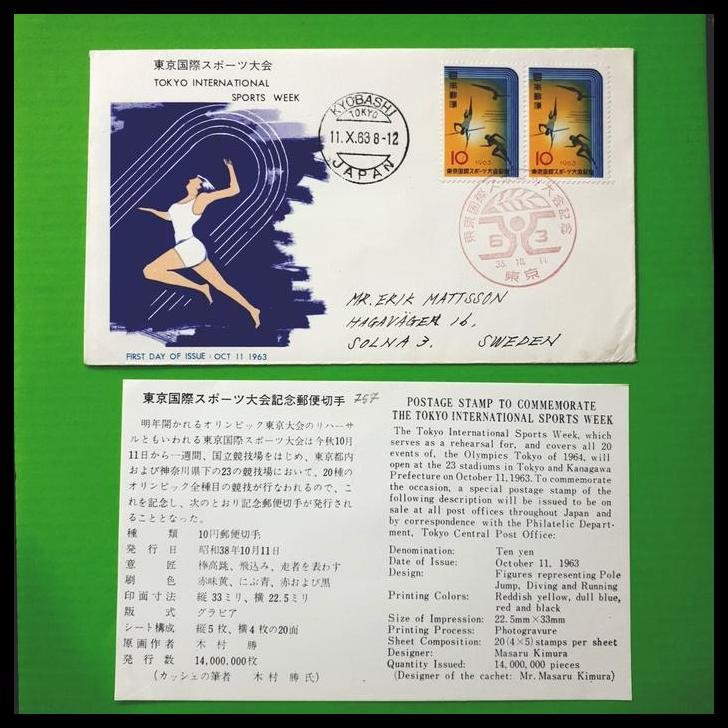 東京国際スポーツ大会
TOKYO INTERNATIONAL
SPORTS WEEK
KYOBASHI
TOKYO
11.X.63 8-12
JAPAN
日本郵便
10
1963
東京国際スポーツ大会記念
日本郵便
10
1963
東京国際スポーツ大会記念
東京国際
大会記念
63
38.10.11
東京
MR. ERIK MATTSSON
HAGAVÄGEN 16,
SOLNA 3. SWEDEN
FIRST DAY OF ISSUE: OCT 11 1963
東京国際スポーツ大会記念郵便切手 757
明年開かれるオリンピック東京大会のリハーサ
ルともいわれる東京国際スポーツ大会は今秋10月
11日から一週間、国立競技場をはじめ、東京都内
および神奈川県下の23の競技場において、20種の
オリンピック全種目の競技が行なわれるので、こ
れを記念し、次のとおり記念郵便切手が発行され
ることとなった。
種類 10円郵便切手
発行日 昭和38年10月11日
意匠 棒高跳、飛込み、走者を表わす
刷色 赤味黄、にぶ青、赤および黒
印面寸法 縦33ミリ、横22.5ミリ
版式 グラビア
シート構成 縦5枚、横4枚の20面
原画作者 木村勝
発行数 14,000,000枚
(カッシェの筆者 木村勝氏)
POSTAGE STAMP TO COMMEMORATE
THE TOKYO INTERNATIONAL SPORTS WEEK
The Tokyo International Sports Week, which
serves as a rehearsal for, and covers all 20
events of, the Olympics Tokyo of 1964, will
open at the 23 stadiums in Tokyo and Kanagawa
Prefecture on October 11, 1963. To commemorate
the occasion, a special postage stamp of the
following description will be issued to be on
sale at all post offices throughout Japan and
by correspondence with the Philatelic Depart-
ment, Tokyo Central Post Office:
Denomination: Ten yen
Date of Issue: October 11, 1963
Design: Figures representing Pole
Jump, Diving and Running
Printing Colors: Reddish yellow, dull blue,
red and black
Size of Impression: 22.5mm×33mm
Printing Process: Photogravure
Sheet Composition: 20 (4×5) stamps per sheet
Designer: Masaru Kimura
Quantity Issued: 14,000,000 pieces
(Designer of the cachet: Mr. Masaru Kimura)